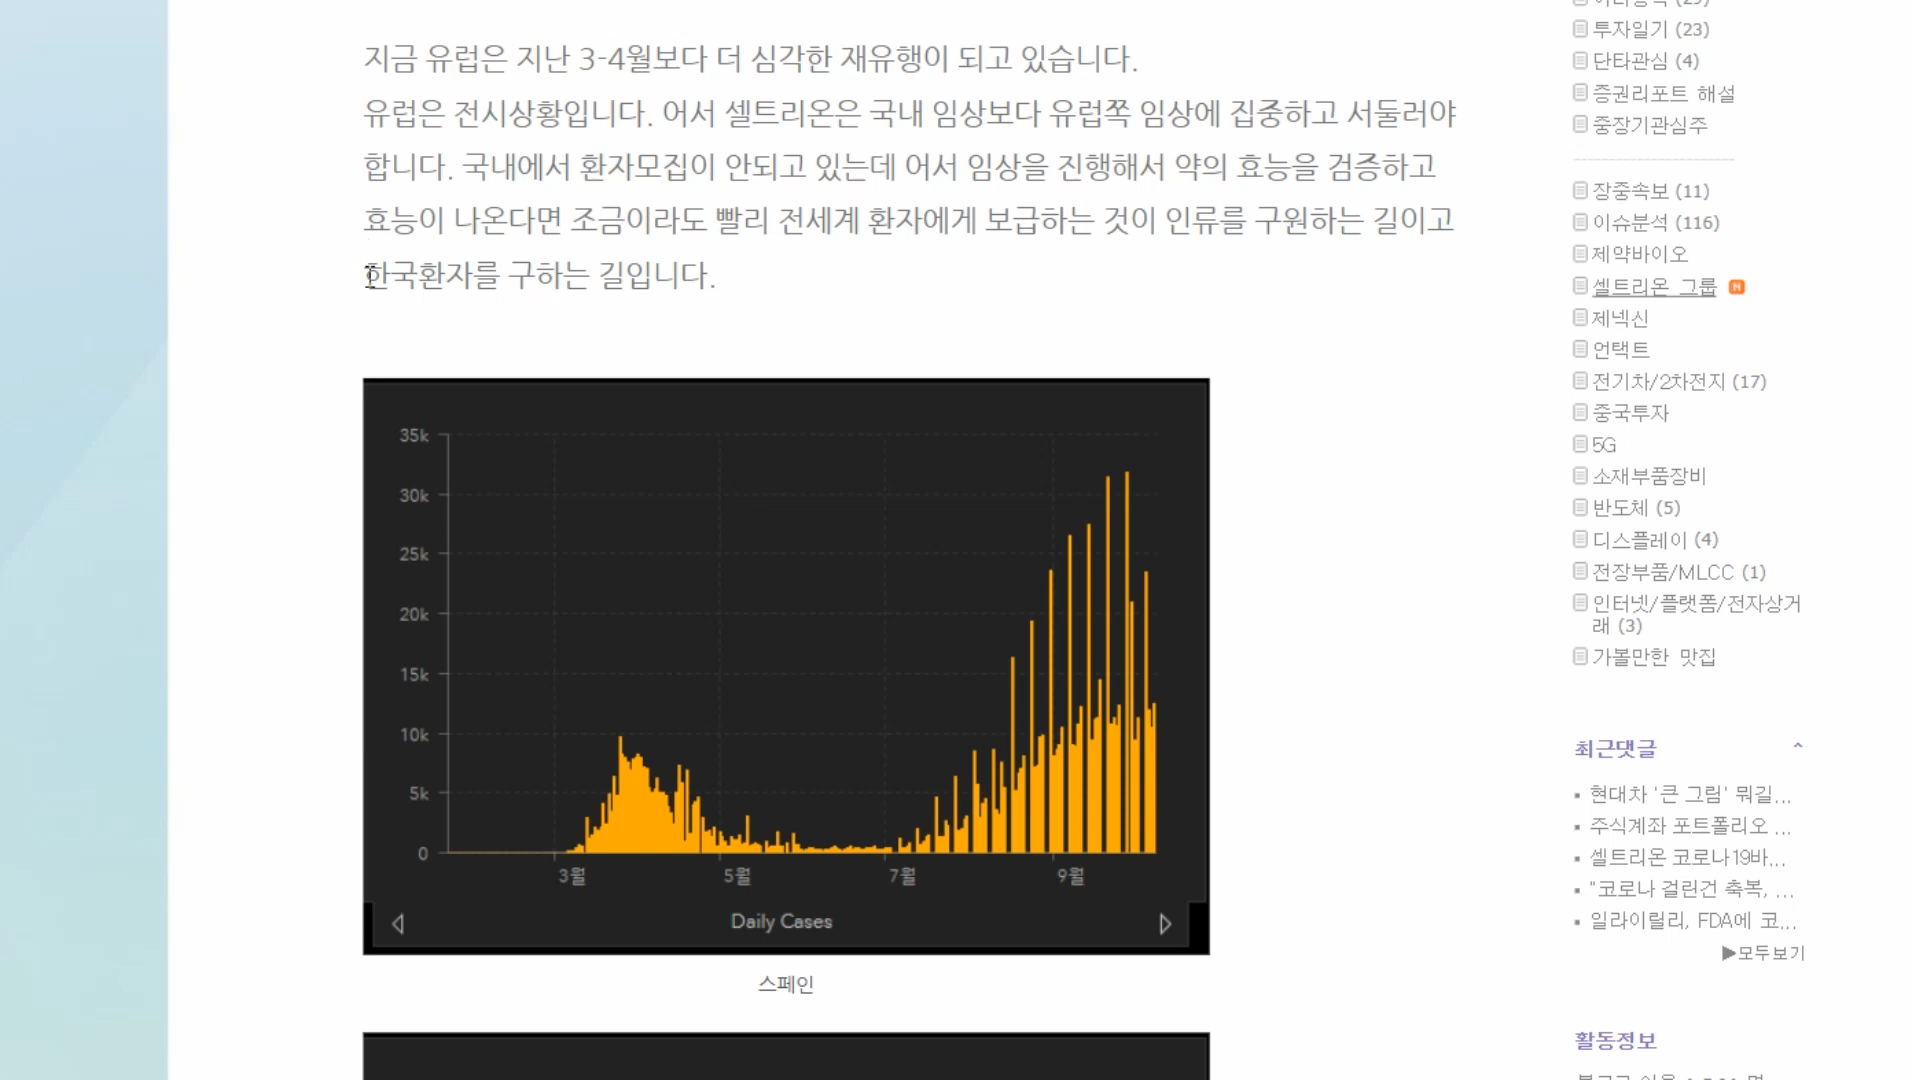 지금 유럽은 지난 3-4월보다 더 심각한 재유행이 되고 있습니다.
유럽은 전시상황입니다. 어서 셀트리온은 국내 임상보다 유럽쪽 임상에 집중하고 서둘러야
합니다. 국내에서 환자모집이 안되고 있는데 어서 임상을 진행해서 약의 효능을 검증하고
효능이 나온다면 조금이라도 빨리 전세계 환자에게 보급하는 것이 인류를 구원하는 길이고
한국환자를 구하는 길입니다.
35k
30k
25k
20k
15k
10k
5k
0
3월 5월 7월 9월
Daily Cases
스페인
투자일기 (23)
단타관심 (4)
증권리포트 해설
중장기관심주
장중속보 (11)
이슈분석 (116)
제약바이오
셀트리온 그룹 N
제넥신
언택트
전기차/2차전지 (17)
중국투자
5G
소재부품장비
반도체 (5)
디스플레이 (4)
전장부품/MLCC (1)
인터넷/플랫폼/전자상거
래 (3)
가볼만한 맛집
최근댓글
현대차 '큰 그림' 뭐길...
주식계좌 포트폴리오 ...
셀트리온 코로나19바...
"코로나 걸린건 축복, ...
일라이릴리, FDA에 코...
▶모두보기
활동정보